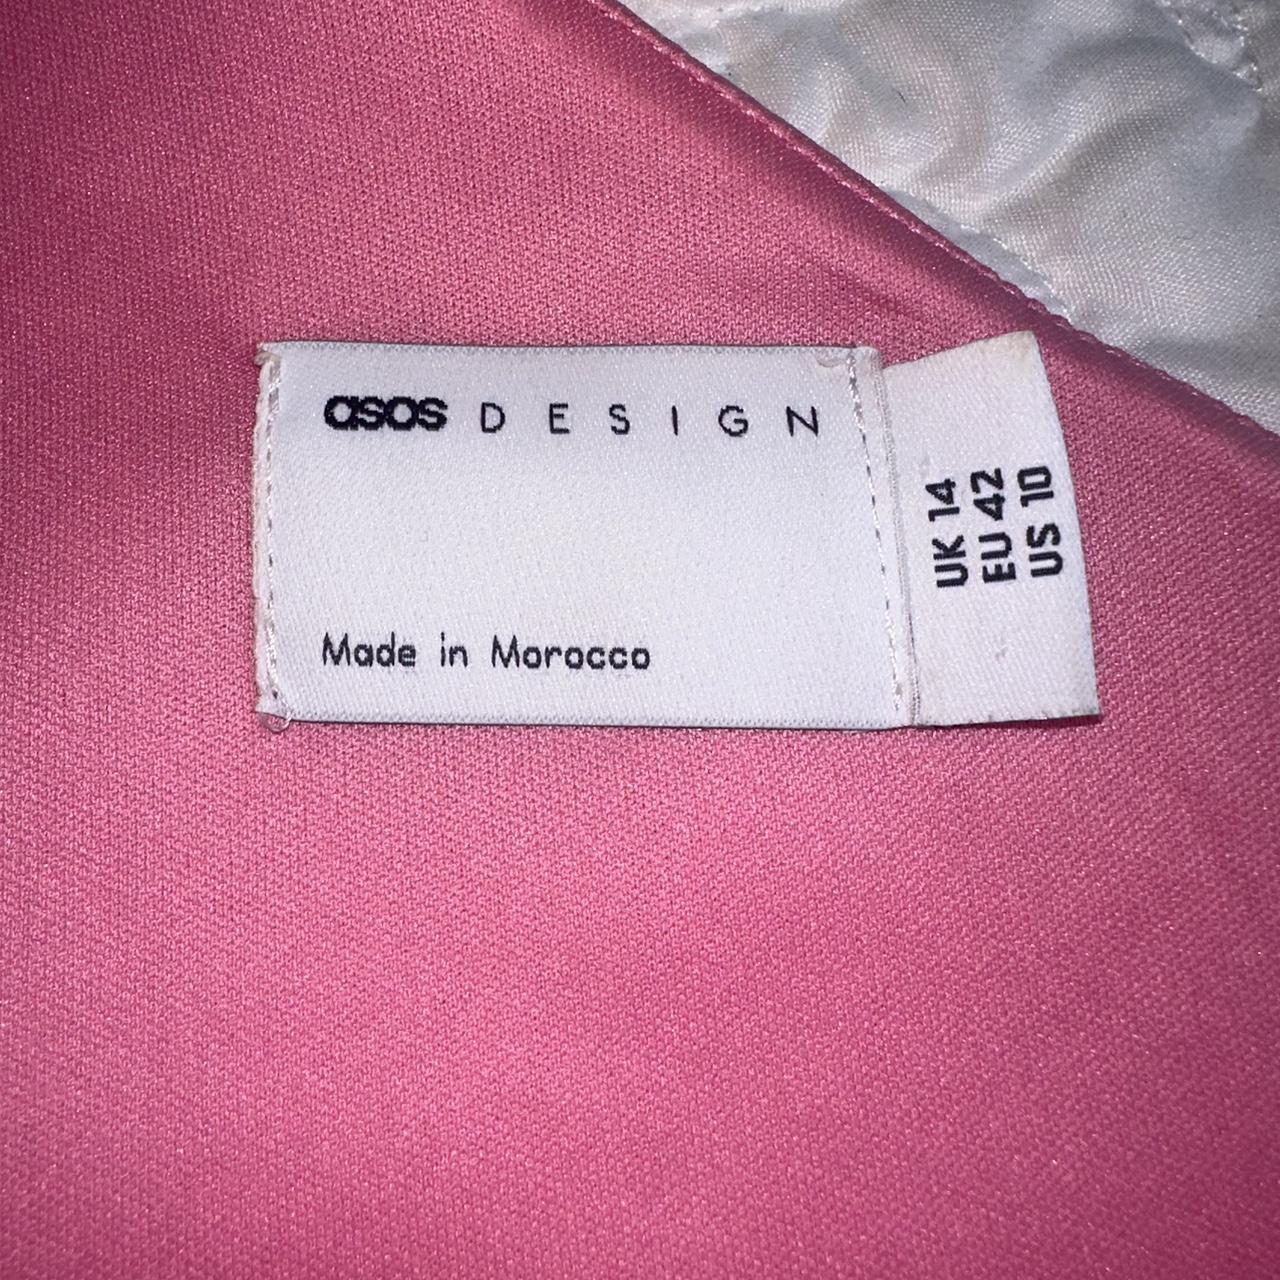 asos DESIGN
Made in Morocco
UK 14
EU 42
US 10